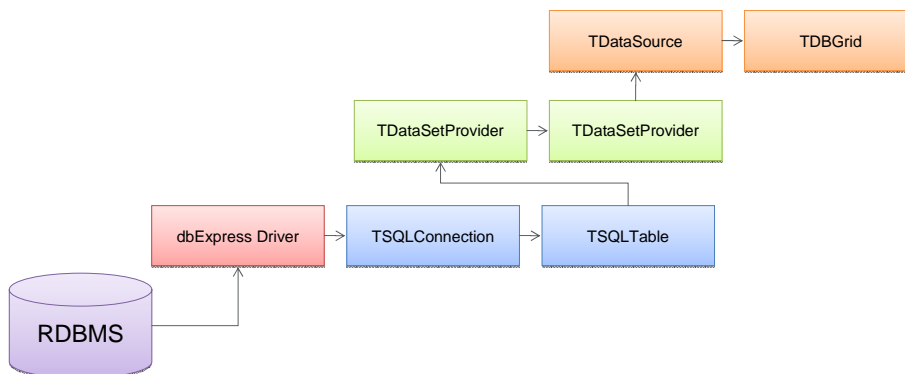 TDataSource
TDBGrid
TDataSetProvider
TDataSetProvider
dbExpress Driver
TSQLConnection
TSQLTable
RDBMS